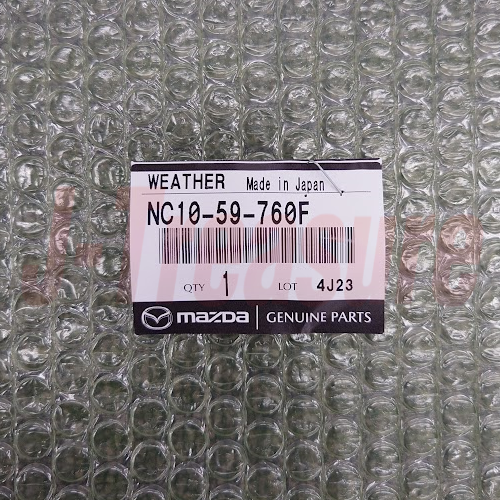 WEATHER Made in Japan
NC10-59-760F
QTY 1 LOT 4J23
mazda GENUINE PARTS